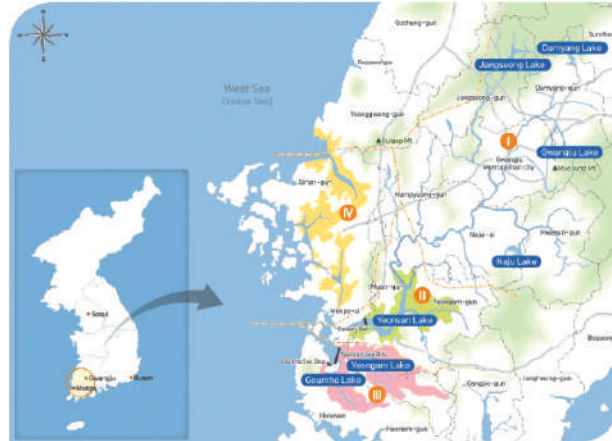 Gochang-gun
West Sea
(Yellow Sea)
Damyang Lake
Jangseong Lake
Damyang-gun
Jangseong-gun
Yeonggwang-gun
I
Gwangju
Metropolitan City
Gwangju Lake
Mudeung Mt.
Sinan-gun
Hampyeong-gun
IV
Naju-si
Hwasun-gun
Naju Lake
Muan-gun
II
Yeongam-gun
Mokpo-si
Yeongsan Lake
Yeongam Lake
Geumho Lake
III
Gangjin-gun
Jangheung-gun
Haenam-gun
Seoul
Gwangju
Mokpo
Busan